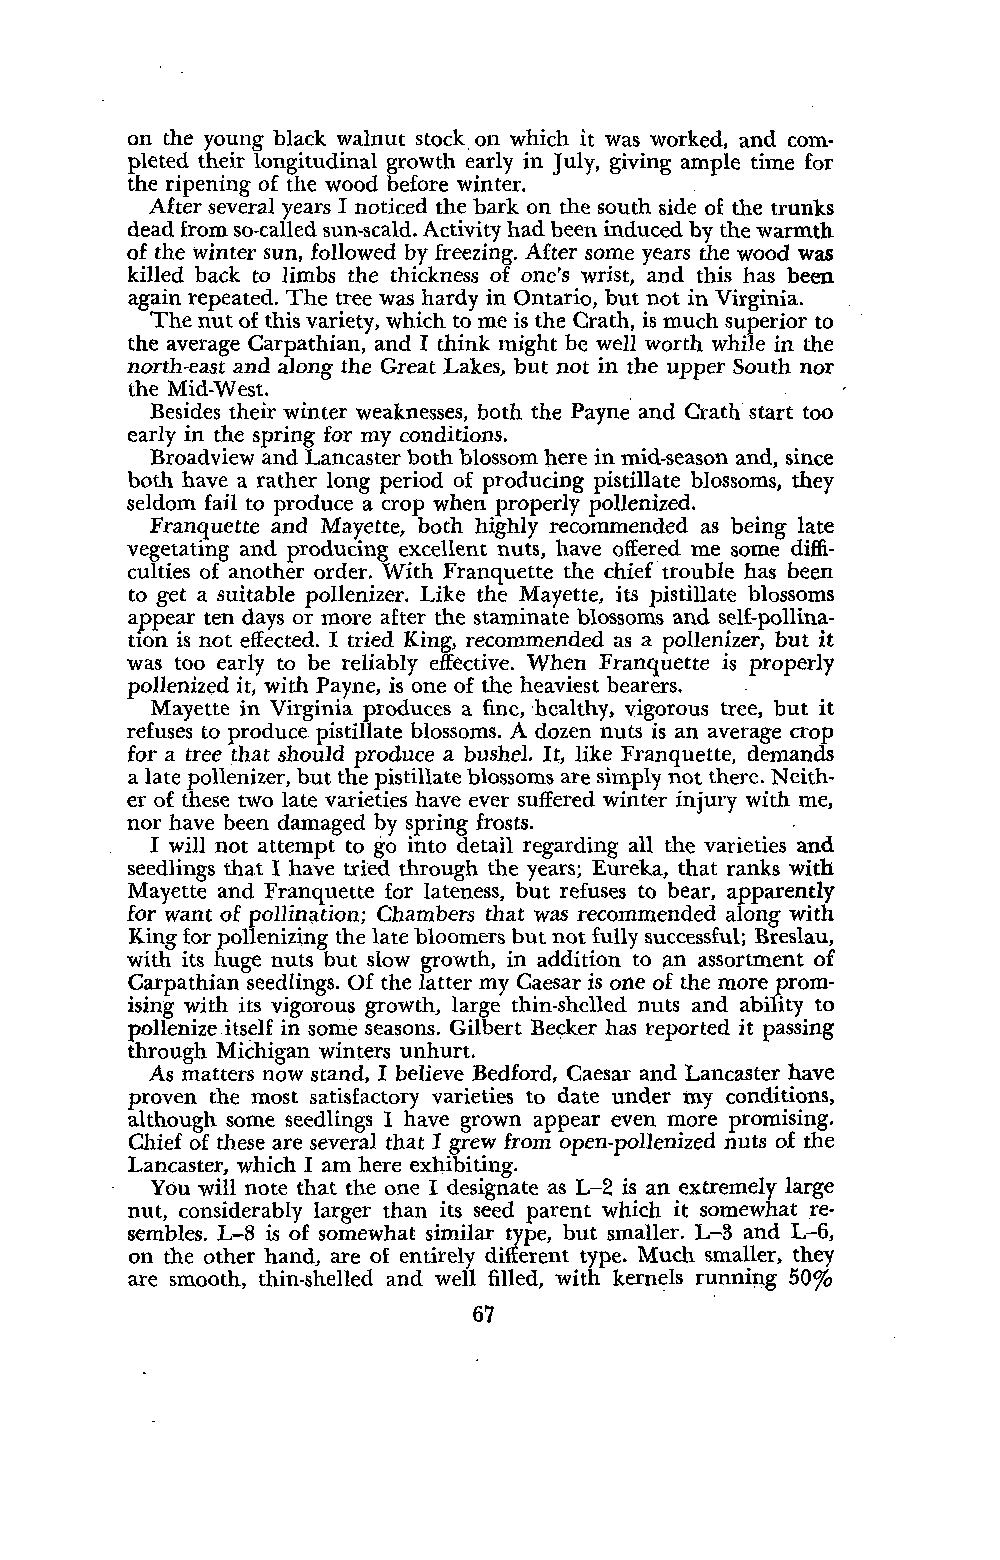 on the young black walnut stock on which it was worked, and com-
pleted their longitudinal growth early in July, giving ample time for
the ripening of the wood before winter.
After several years I noticed the bark on the south side of the trunks
dead from so-called sun-scald. Activity had been induced by the warmth
of the winter sun, followed by freezing. After some years the wood was
killed back to limbs the thickness of one's wrist, and this has been
again repeated. The tree was hardy in Ontario, but not in Virginia.
The nut of this variety, which to me is the Crath, is much superior to
the average Carpathian, and I think might be well worth while in the
north-east and along the Great Lakes, but not in the upper South nor
the Mid-West.
Besides their winter weaknesses, both the Payne and Crath start too
early in the spring for my conditions.
Broadview and Lancaster both blossom here in mid-season and, since
both have a rather long period of producing pistillate blossoms, they
seldom fail to produce a crop when properly pollenized.
Franquette and Mayette, both highly recommended as being late
vegetating and producing excellent nuts, have offered me some diffi-
culties of another order. With Franquette the chief trouble has been
to get a suitable pollenizer. Like the Mayette, its pistillate blossoms
appear ten days or more after the staminate blossoms and self-pollina-
tion is not effected. I tried King, recommended as a pollenizer, but it
was too early to be reliably effective. When Franquette is properly
pollenized it, with Payne, is one of the heaviest bearers.
Mayette in Virginia produces a fine, healthy, vigorous tree, but it
refuses to produce pistillate blossoms. A dozen nuts is an average crop
for a tree that should produce a bushel. It, like Franquette, demands
a late pollenizer, but the pistillate blossoms are simply not there. Neith-
er of these two late varieties have ever suffered winter injury with me,
nor have been damaged by spring frosts.
I will not attempt to go into detail regarding all the varieties and
seedlings that I have tried through the years; Eureka, that ranks with
Mayette and Franquette for lateness, but refuses to bear, apparently
for want of pollination; Chambers that was recommended along with
King for pollenizing the late bloomers but not fully successful; Breslau,
with its huge nuts but slow growth, in addition to an assortment of
Carpathian seedlings. Of the latter my Caesar is one of the more prom-
ising with its vigorous growth, large thin-shelled nuts and ability to
pollenize itself in some seasons. Gilbert Becker has reported it passing
through Michigan winters unhurt.
As matters now stand, I believe Bedford, Caesar and Lancaster have
proven the most satisfactory varieties to date under my conditions,
although some seedlings I have grown appear even more promising.
Chief of these are several that I grew from open-pollenized nuts of the
Lancaster, which I am here exhibiting.
You will note that the one I designate as L–2 is an extremely large
nut, considerably larger than its seed parent which it somewhat re-
sembles. L–8 is of somewhat similar type, but smaller. L–3 and L–6,
on the other hand, are of entirely different type. Much smaller, they
are smooth, thin-shelled and well filled, with kernels running 50%
67